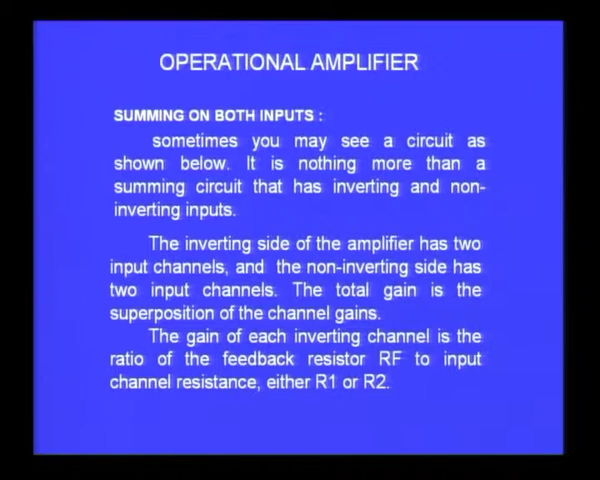 OPERATIONAL AMPLIFIER
SUMMING ON BOTH INPUTS :
sometimes you may see a circuit as
shown below. It is nothing more than a
summing circuit that has inverting and non-
inverting inputs.
The inverting side of the amplifier has two
input channels, and the non-inverting side has
two input channels. The total gain is the
superposition of the channel gains.
The gain of each inverting channel is the
ratio of the feedback resistor RF to input
channel resistance, either R1 or R2.